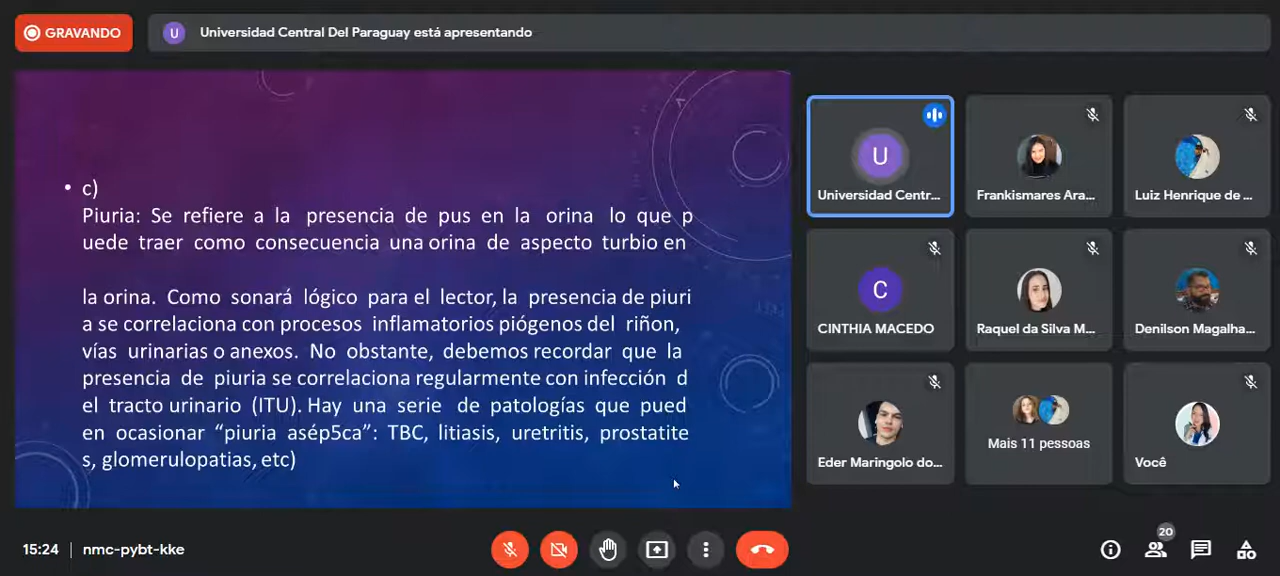 GRAVANDO
U
Universidad Central Del Paraguay está apresentando
• c)
Piuria: Se refiere a la presencia de pus en la orina lo que p
uede traer como consecuencia una orina de aspecto turbio en
la orina. Como sonará lógico para el lector, la presencia de piuri
a se correlaciona con procesos inflamatorios piógenos del riñon,
vías urinarias o anexos. No obstante, debemos recordar que la
presencia de piuria se correlaciona regularmente con infección d
el tracto urinario (ITU). Hay una serie de patologías que pued
en ocasionar “piuria asép5ca”: TBC, litiasis, uretritis, prostatite
s, glomerulopatias, etc)
U
Universidad Centr...
Frankismares Ara...
Luiz Henrique de ...
C
CINTHIA MACEDO
Raquel da Silva M...
Denilson Magalha...
Eder Maringolo do...
Mais 11 pessoas
Você
15:24 | nmc-pybt-kke
20